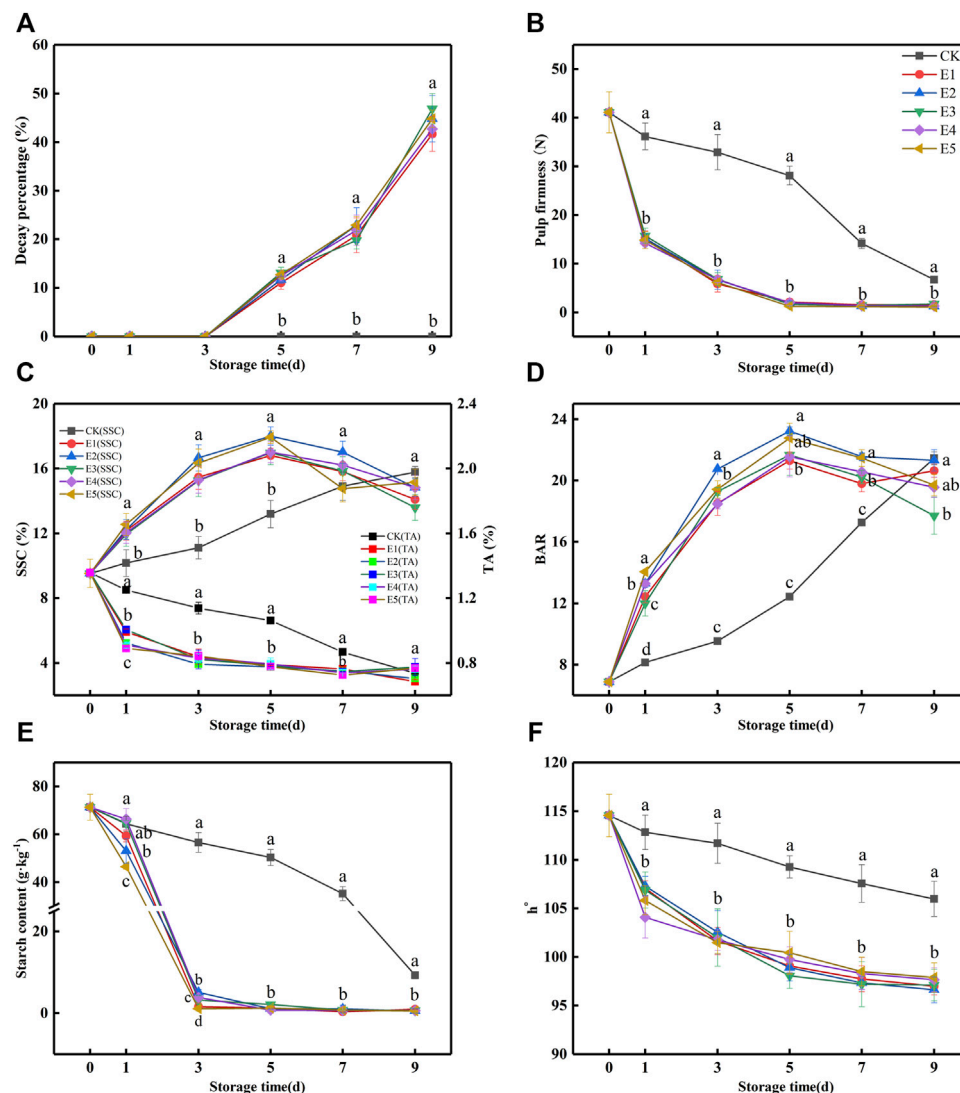 A
Decay percentage (%)
60
50
40
30
20
10
0
a
a
a
b
b
b
0 1 3 5 7 9
Storage time(d)
B
Pulp firmness (N)
50
40
30
20
10
0
CK
E1
E2
E3
E4
E5
a
a
a
a
a
b
b
b
b
b
0 1 3 5 7 9
Storage time(d)
C
SSC (%)
20
16
12
8
4
TA (%)
2.4
2.0
1.6
1.2
0.8
CK(SSC)
E1(SSC)
E2(SSC)
E3(SSC)
E4(SSC)
E5(SSC)
CK(TA)
E1(TA)
E2(TA)
E3(TA)
E4(TA)
E5(TA)
a
a
a
a
a
b
b
b
a
a
a
a
a
b
b
b
b
c
0 1 3 5 7 9
Storage time(d)
D
BAR
24
20
16
12
8
a
b
c
d
a
b
c
a
ab
b
c
a
a
b
c
a
ab
b
0 1 3 5 7 9
Storage time(d)
E
Starch content (g·kg-1)
80
60
40
20
0
a
ab
b
c
a
b
c
d
a
b
a
b
a
b
0 1 3 5 7 9
Storage time(d)
F
h°
120
115
110
105
100
95
90
a
a
a
a
a
b
b
b
b
b
0 1 3 5 7 9
Storage time(d)